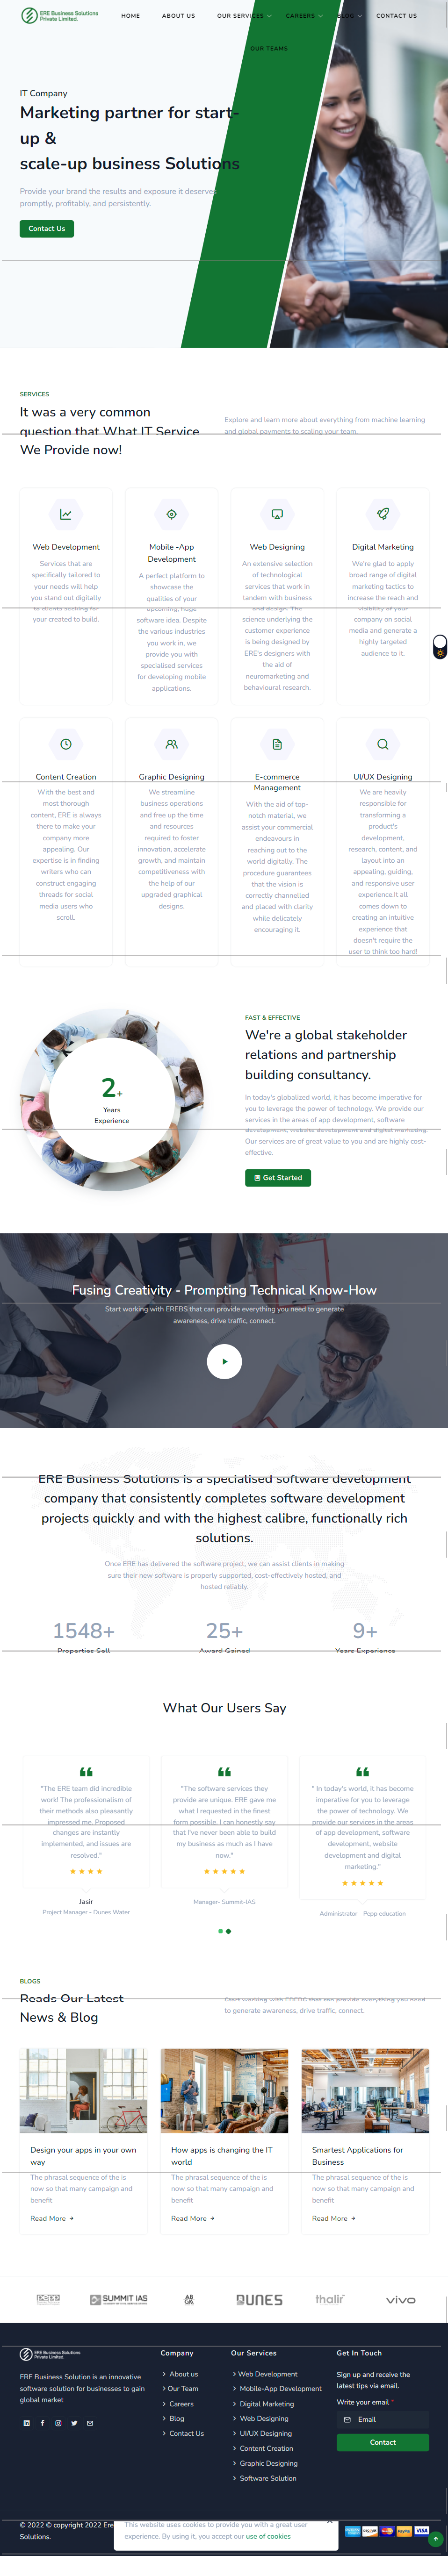 ERE Business Solutions
Private Limited.
HOME
ABOUT US
OUR SERVICES
CAREERS
BLOG
CONTACT US
OUR TEAMS
IT Company
Marketing partner for start-
up &
scale-up business Solutions
Provide your brand the results and exposure it deserves
promptly, profitably, and persistently.
Contact Us
SERVICES
It was a very common
question that What IT Service
We Provide now!
Explore and learn more about everything from machine learning
and global payments to scaling your team.
Web Development
Services that are
specifically tailored to
your needs will help
you stand out digitally
to clients seeking for
your created to build.
Mobile -App
Development
A perfect platform to
showcase the
qualities of your
upcoming, huge
software idea. Despite
the various industries
you work in, we
provide you with
specialised services
for developing mobile
applications.
Web Designing
An extensive selection
of technological
services that work in
tandem with business
and design. The
science underlying the
customer experience
is being designed by
ERE's designers with
the aid of
neuromarketing and
behavioural research.
Digital Marketing
We're glad to apply
broad range of digital
marketing tactics to
increase the reach and
visibility of your
company on social
media and generate a
highly targeted
audience to it.
Content Creation
With the best and
most thorough
content, ERE is always
there to make your
company more
appealing. Our
expertise is in finding
writers who can
construct engaging
threads for social
media users who
scroll.
Graphic Designing
We streamline
business operations
and free up the time
and resources
required to foster
innovation, accelerate
growth, and maintain
competitiveness with
the help of our
upgraded graphical
designs.
E-commerce
Management
With the aid of top-
notch material, we
assist your commercial
endeavours in
reaching out to the
world digitally. The
procedure guarantees
that the vision is
correctly channelled
and placed with clarity
while delicately
encouraging it.
UI/UX Designing
We are heavily
responsible for
transforming a
product's
development,
research, content, and
layout into an
appealing, guiding,
and responsive user
experience.It all
comes down to
creating an intuitive
experience that
doesn't require the
user to think too hard!
2+
Years
Experience
FAST & EFFECTIVE
We're a global stakeholder
relations and partnership
building consultancy.
In today's globalized world, it has become imperative for
you to leverage the power of technology. We provide our
services in the areas of app development, software
development, website development and digital marketing.
Our services are of great value to you and are highly cost-
effective.
Get Started
Fusing Creativity - Prompting Technical Know-How
Start working with EREBS that can provide everything you need to generate
awareness, drive traffic, connect.
ERE Business Solutions is a specialised software development
company that consistently completes software development
projects quickly and with the highest calibre, functionally rich
solutions.
Once ERE has delivered the software project, we can assist clients in making
sure their new software is properly supported, cost-effectively hosted, and
hosted reliably.
1548+
Properties Sell
25+
Award Gained
9+
Years Experience
What Our Users Say
"The ERE team did incredible
work! The professionalism of
their methods also pleasantly
impressed me. Proposed
changes are instantly
implemented, and issues are
resolved."
Jasir
Project Manager - Dunes Water
"The software services they
provide are unique. ERE gave me
what I requested in the finest
form possible. I can honestly say
that I've never been able to build
my business as much as I have
now."
Manager- Summit-IAS
" In today's world, it has become
imperative for you to leverage
the power of technology. We
provide our services in the areas
of app development, software
development, website
development and digital
marketing."
Administrator - Pepp education
BLOGS
Reads Our Latest
News & Blog
Start working with EREBS that can provide everything you need
to generate awareness, drive traffic, connect.
Design your apps in your own
way
The phrasal sequence of the is
now so that many campaign and
benefit
Read More
How apps is changing the IT
world
The phrasal sequence of the is
now so that many campaign and
benefit
Read More
Smartest Applications for
Business
The phrasal sequence of the is
now so that many campaign and
benefit
Read More
SUMMIT IAS
DUNES
thalir
vivo
ERE Business Solutions
Private Limited.
ERE Business Solution is an innovative
software solution for businesses to gain
global market
Company
About us
Our Team
Careers
Blog
Contact Us
Our Services
Web Development
Mobile-App Development
Digital Marketing
Web Designing
UI/UX Designing
Content Creation
Graphic Designing
Software Solution
Get In Touch
Sign up and receive the
latest tips via email.
Write your email *
Email
Contact
© 2022 © copyright 2022 Ere
Solutions.
This website uses cookies to provide you with a great user
experience. By using it, you accept our use of cookies
PayPal
VISA